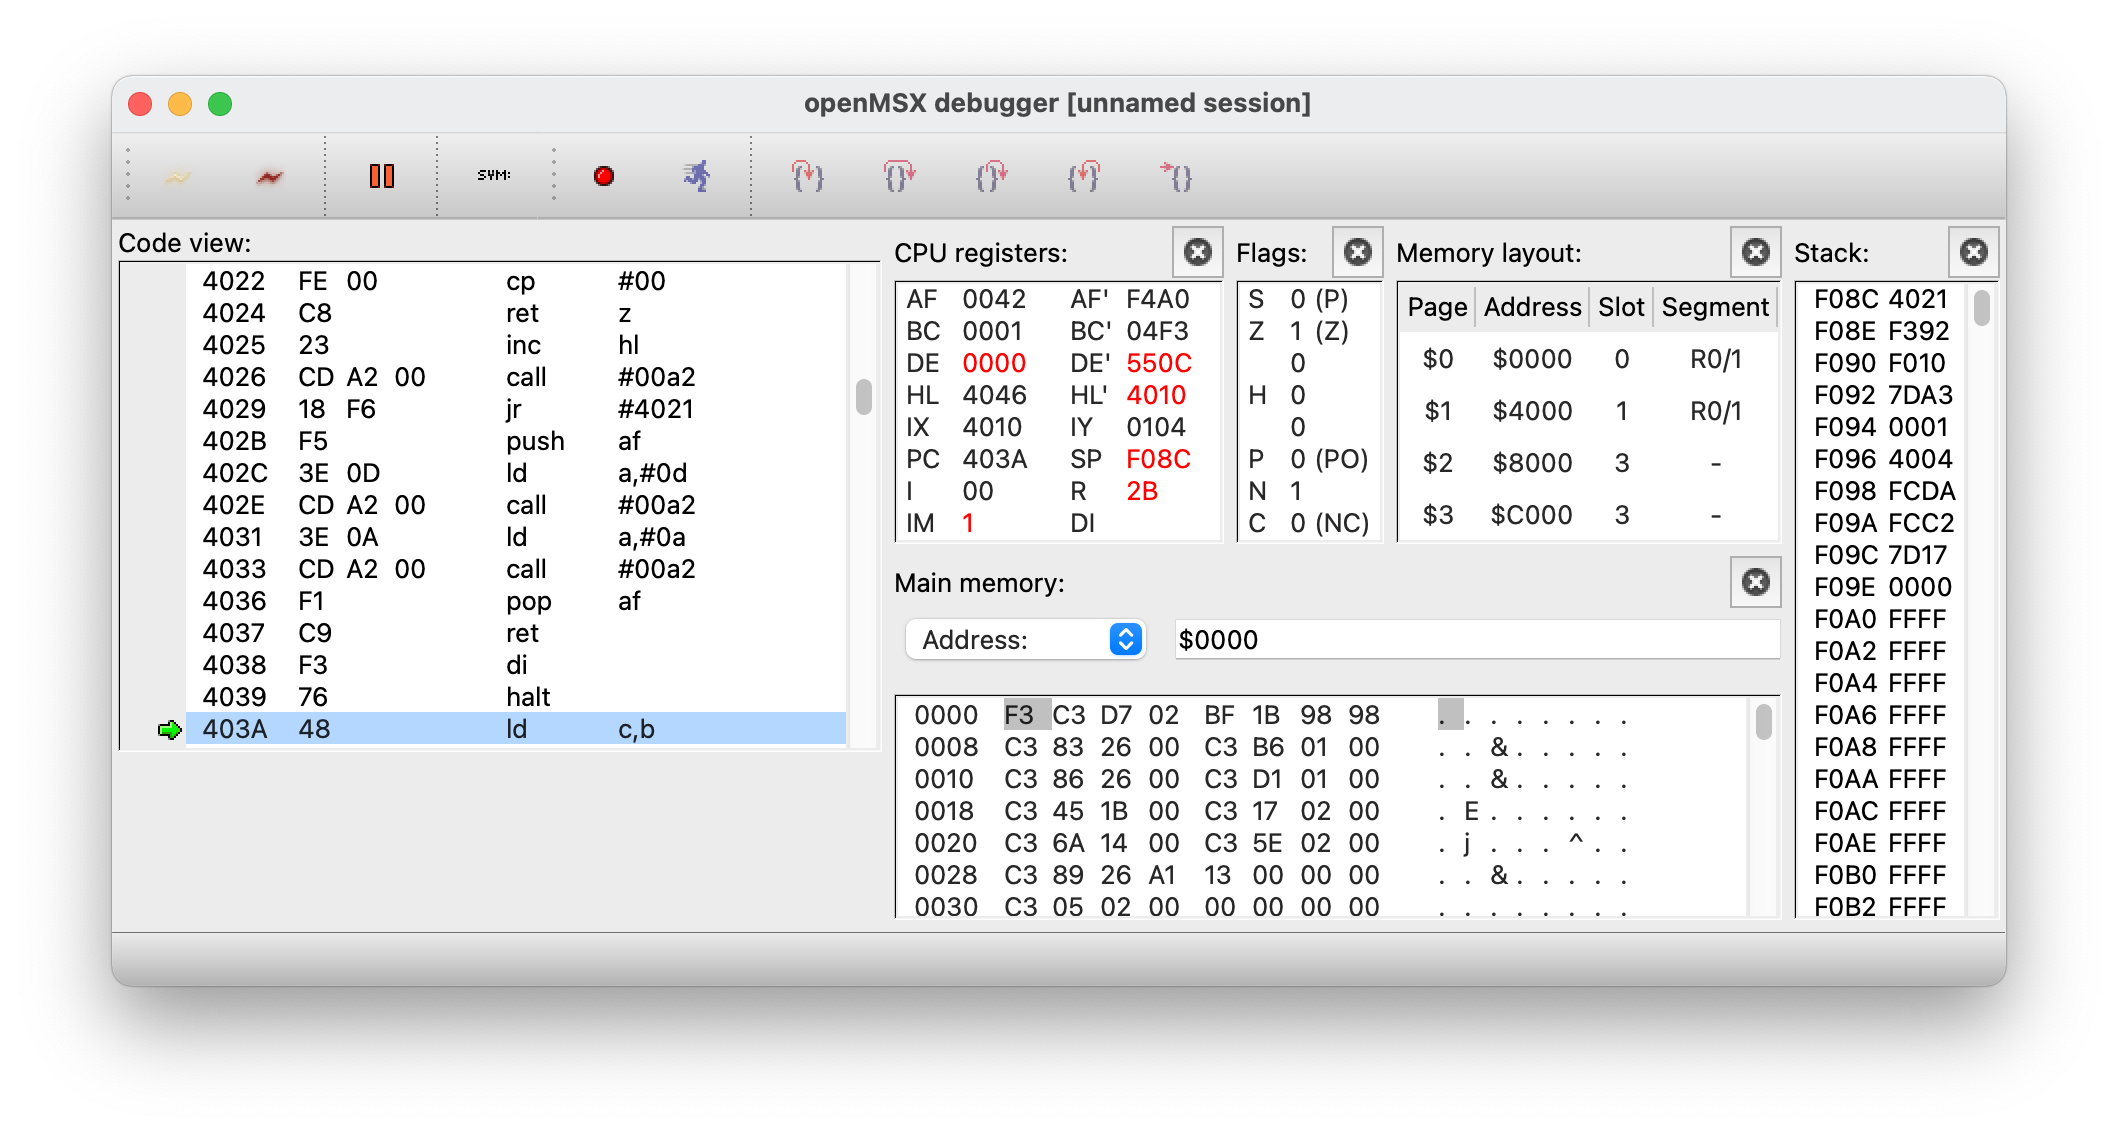 openMSX debugger [unnamed session]
SYM:
Code view:
4022 FE 00 cp #00
4024 C8 ret z
4025 23 inc hl
4026 CD A2 00 call #00a2
4029 18 F6 jr #4021
402B F5 push af
402C 3E 0D ld a,#0d
402E CD A2 00 call #00a2
4031 3E 0A ld a,#0a
4033 CD A2 00 call #00a2
4036 F1 pop af
4037 C9 ret
4038 F3 di
4039 76 halt
403A 48 ld c,b
CPU registers:
AF 0042 AF' F4A0
BC 0001 BC' 04F3
DE 0000 DE' 550C
HL 4046 HL' 4010
IX 4010 IY 0104
PC 403A SP F08C
I 00 R 2B
IM 1 DI
Flags:
S 0 (P)
Z 1 (Z)
0
H 0
0
P 0 (PO)
N 1
C 0 (NC)
Memory layout:
Page Address Slot Segment
$0 $0000 0 R0/1
$1 $4000 1 R0/1
$2 $8000 3 -
$3 $C000 3 -
Main memory:
Address: $0000
0000 F3 C3 D7 02 BF 1B 98 98 . . . . . . . .
0008 C3 83 26 00 C3 B6 01 00 . . & . . . . .
0010 C3 86 26 00 C3 D1 01 00 . . & . . . . .
0018 C3 45 1B 00 C3 17 02 00 . E . . . . . .
0020 C3 6A 14 00 C3 5E 02 00 . j . . . ^ . .
0028 C3 89 26 A1 13 00 00 00 . . & . . . . .
0030 C3 05 02 00 00 00 00 00 . . . . . . . .
Stack:
F08C 4021
F08E F392
F090 F010
F092 7DA3
F094 0001
F096 4004
F098 FCDA
F09A FCC2
F09C 7D17
F09E 0000
F0A0 FFFF
F0A2 FFFF
F0A4 FFFF
F0A6 FFFF
F0A8 FFFF
F0AA FFFF
F0AC FFFF
F0AE FFFF
F0B0 FFFF
F0B2 FFFF